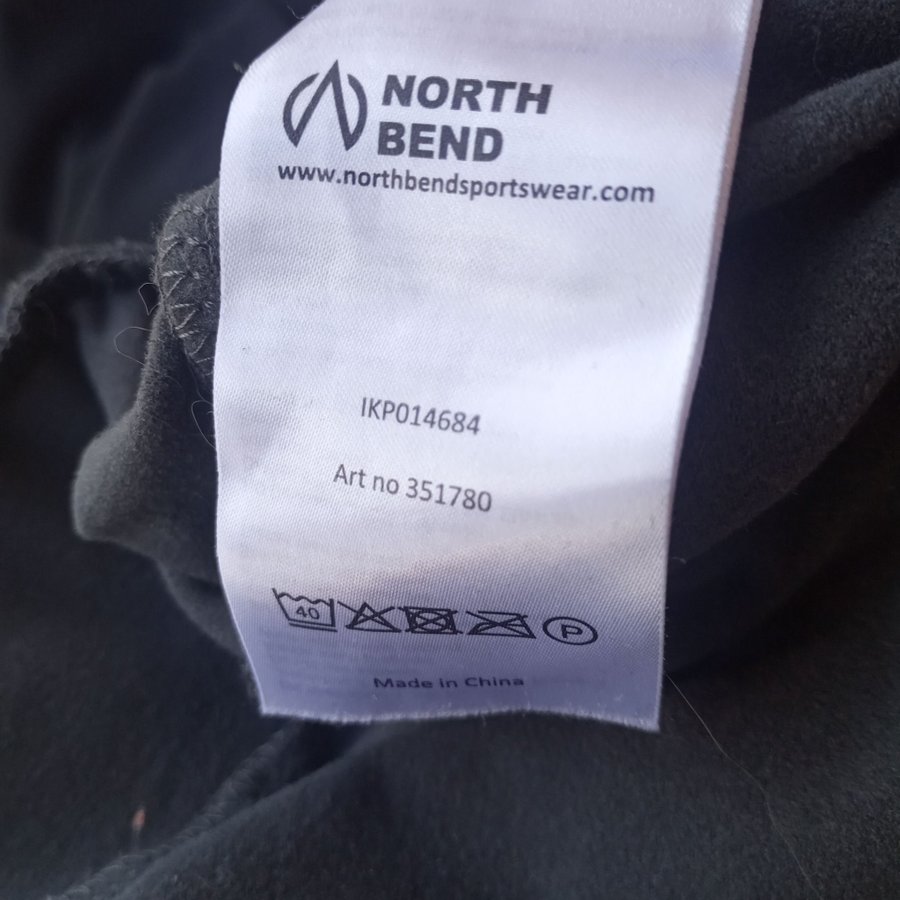 NORTH
BEND
www.northbendsportswear.com
IKP014684
Art no 351780
40 P
Made in China